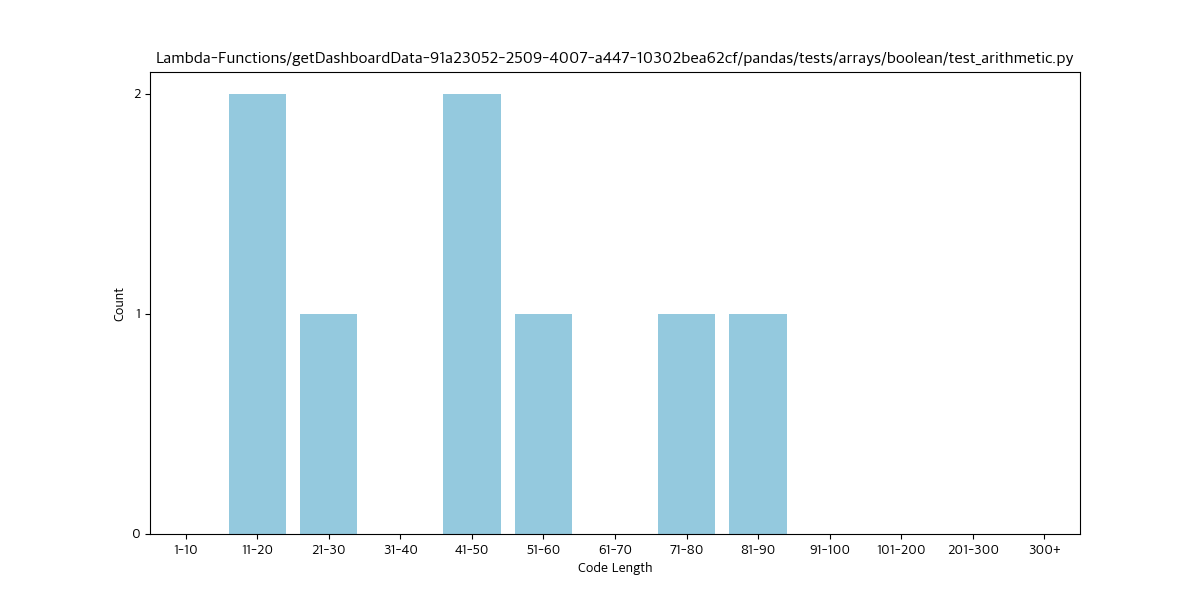 Lambda-Functions/getDashboardData-91a23052-2509-4007-a447-10302bea62cf/pandas/tests/arrays/boolean/test_arithmetic.py
2
1
0
Count
1-10 11-20 21-30 31-40 41-50 51-60 61-70 71-80 81-90 91-100 101-200 201-300 300+
Code Length